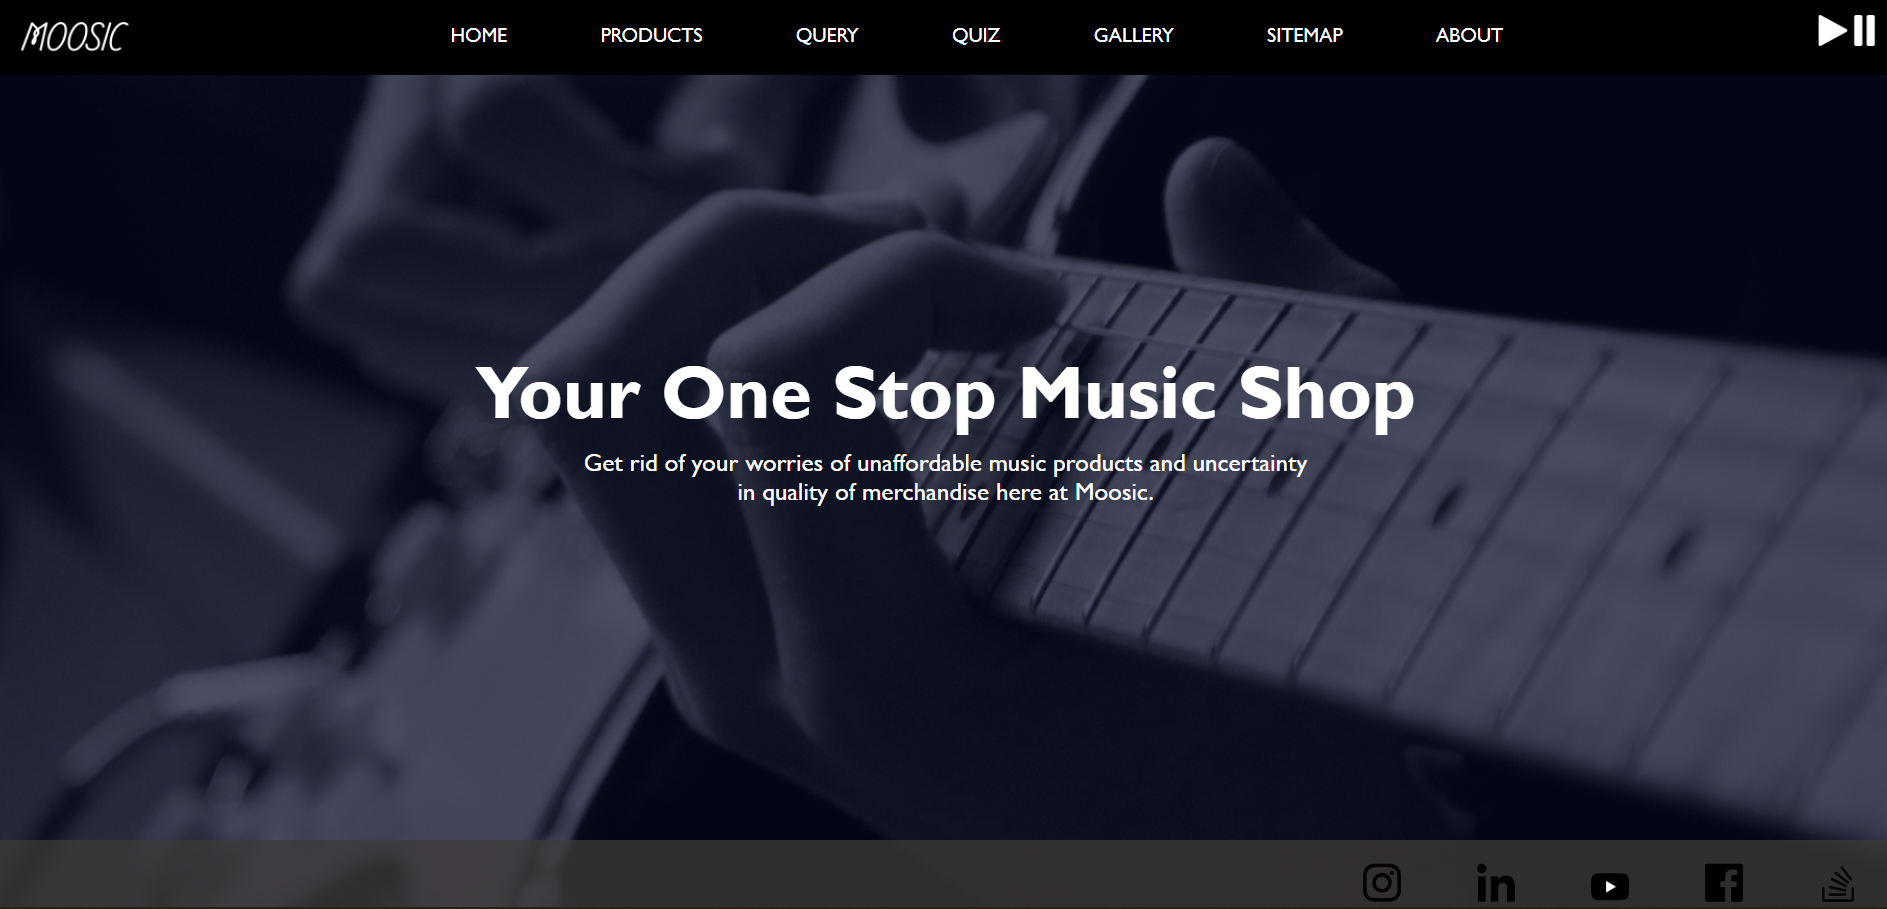 MOOSIC
HOME PRODUCTS QUERY QUIZ GALLERY SITEMAP ABOUT
Your One Stop Music Shop
Get rid of your worries of unaffordable music products and uncertainty
in quality of merchandise here at Moosic.